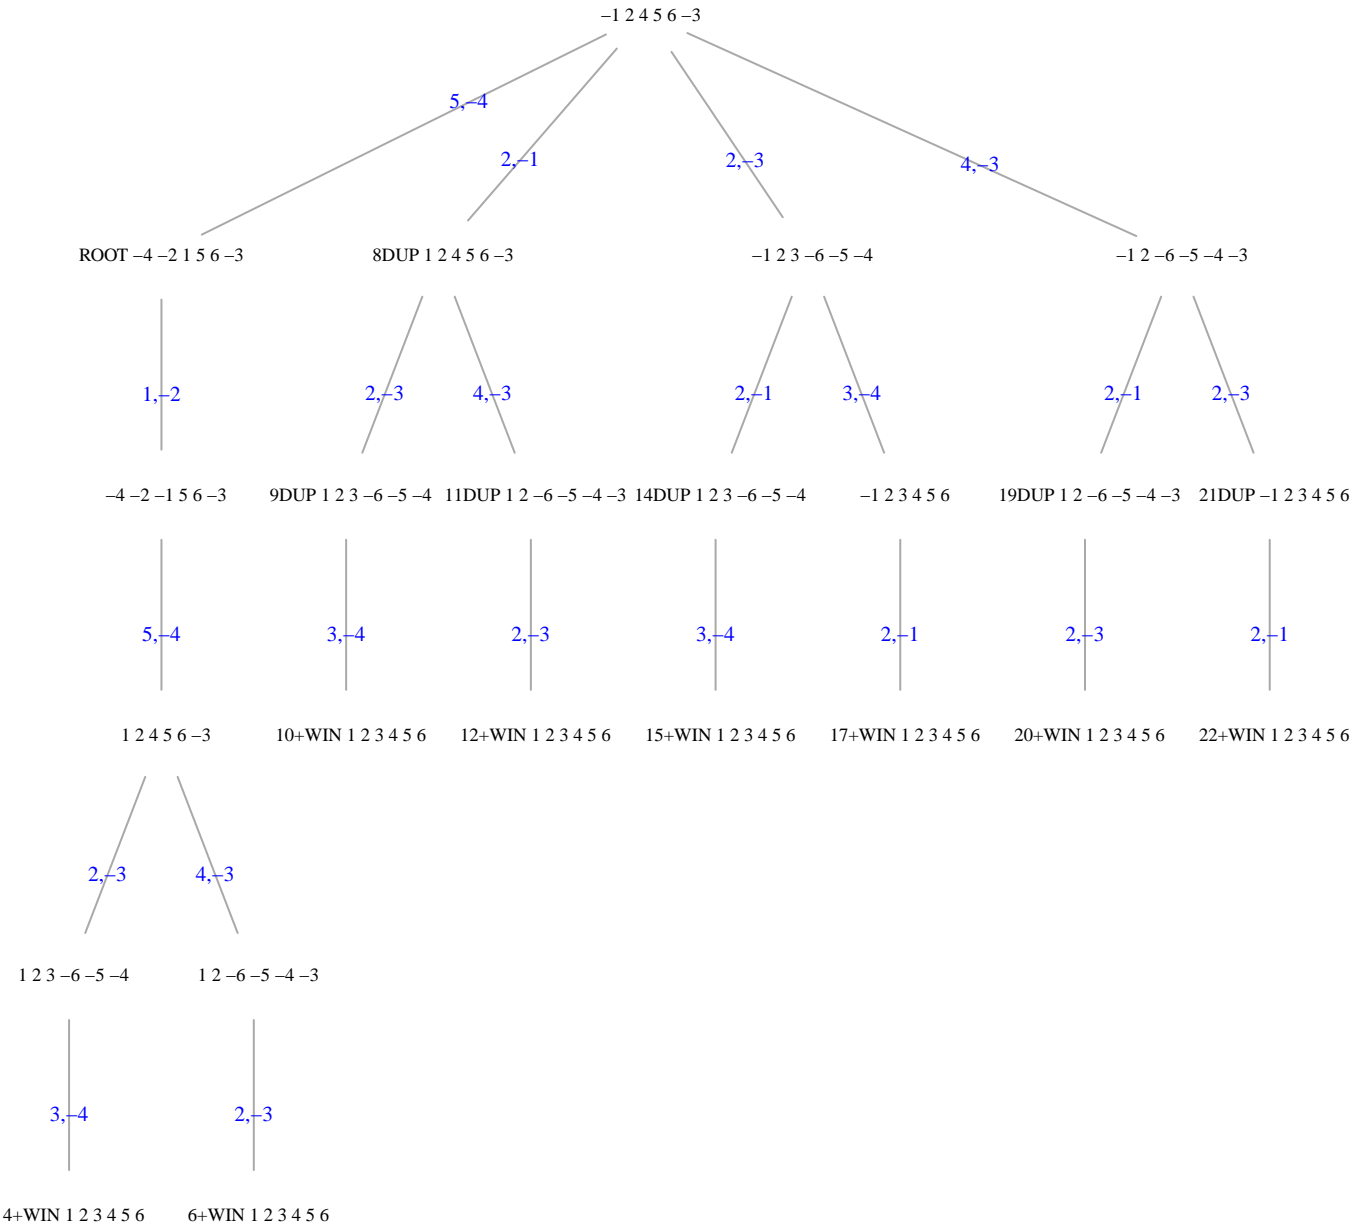 –1 2 4 5 6 –3
5,–4
2,–1
2,–3
4,–3
ROOT –4 –2 1 5 6 –3
8DUP 1 2 4 5 6 –3
–1 2 3 –6 –5 –4
–1 2 –6 –5 –4 –3
1,–2
2,–3
4,–3
2,–1
3,–4
2,–1
2,–3
–4 –2 –1 5 6 –3
9DUP 1 2 3 –6 –5 –4
11DUP 1 2 –6 –5 –4 –3
14DUP 1 2 3 –6 –5 –4
–1 2 3 4 5 6
19DUP 1 2 –6 –5 –4 –3
21DUP –1 2 3 4 5 6
5,–4
3,–4
2,–3
3,–4
2,–1
2,–3
2,–1
1 2 4 5 6 –3
10+WIN 1 2 3 4 5 6
12+WIN 1 2 3 4 5 6
15+WIN 1 2 3 4 5 6
17+WIN 1 2 3 4 5 6
20+WIN 1 2 3 4 5 6
22+WIN 1 2 3 4 5 6
2,–3
4,–3
1 2 3 –6 –5 –4
1 2 –6 –5 –4 –3
3,–4
2,–3
4+WIN 1 2 3 4 5 6
6+WIN 1 2 3 4 5 6